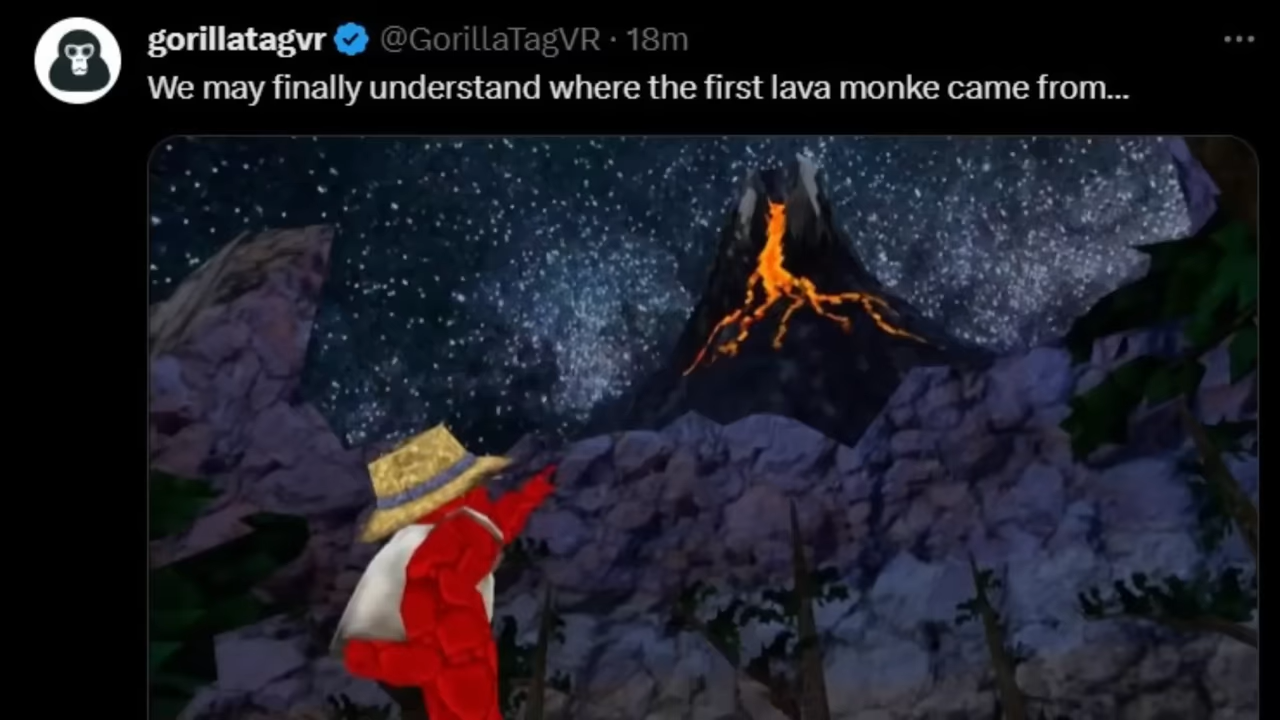 gorillatagvr @GorillaTagVR · 18m
We may finally understand where the first lava monke came from...